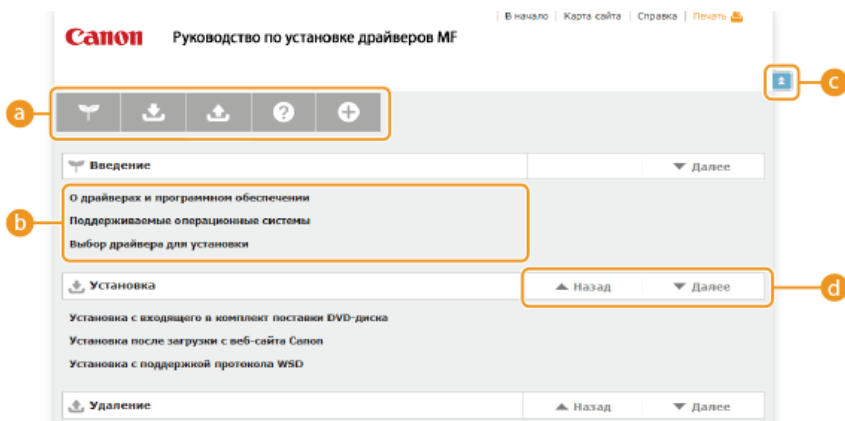 В начало | Карта сайта | Справка | Печать
Canon Руководство по установке драйверов MF
c
a
Введение Далее
О драйверах и программном обеспечении
b
Поддерживаемые операционные системы
Выбор драйвера для установки
Установка Назад Далее
d
Установка с входящего в комплект поставки DVD-диска
Установка после загрузки с веб-сайта Canon
Установка с поддержкой протокола WSD
Удаление Назад Далее